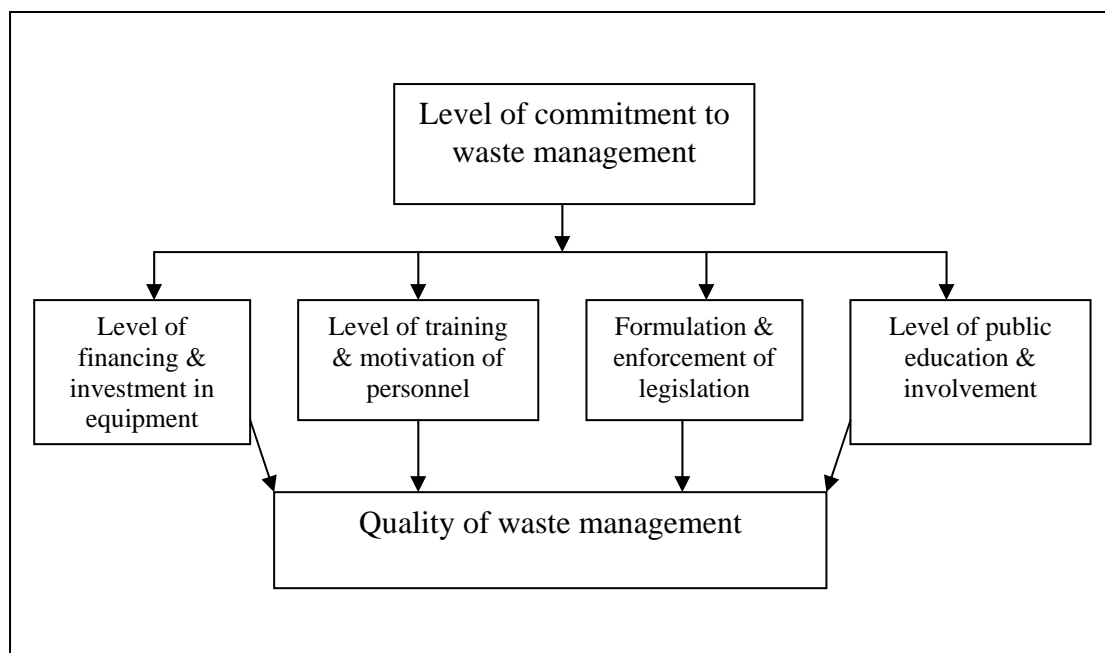 Level of commitment to
waste management
Level of
financing &
investment in
equipment
Level of training
& motivation of
personnel
Formulation &
enforcement of
legislation
Level of public
education &
involvement
Quality of waste management